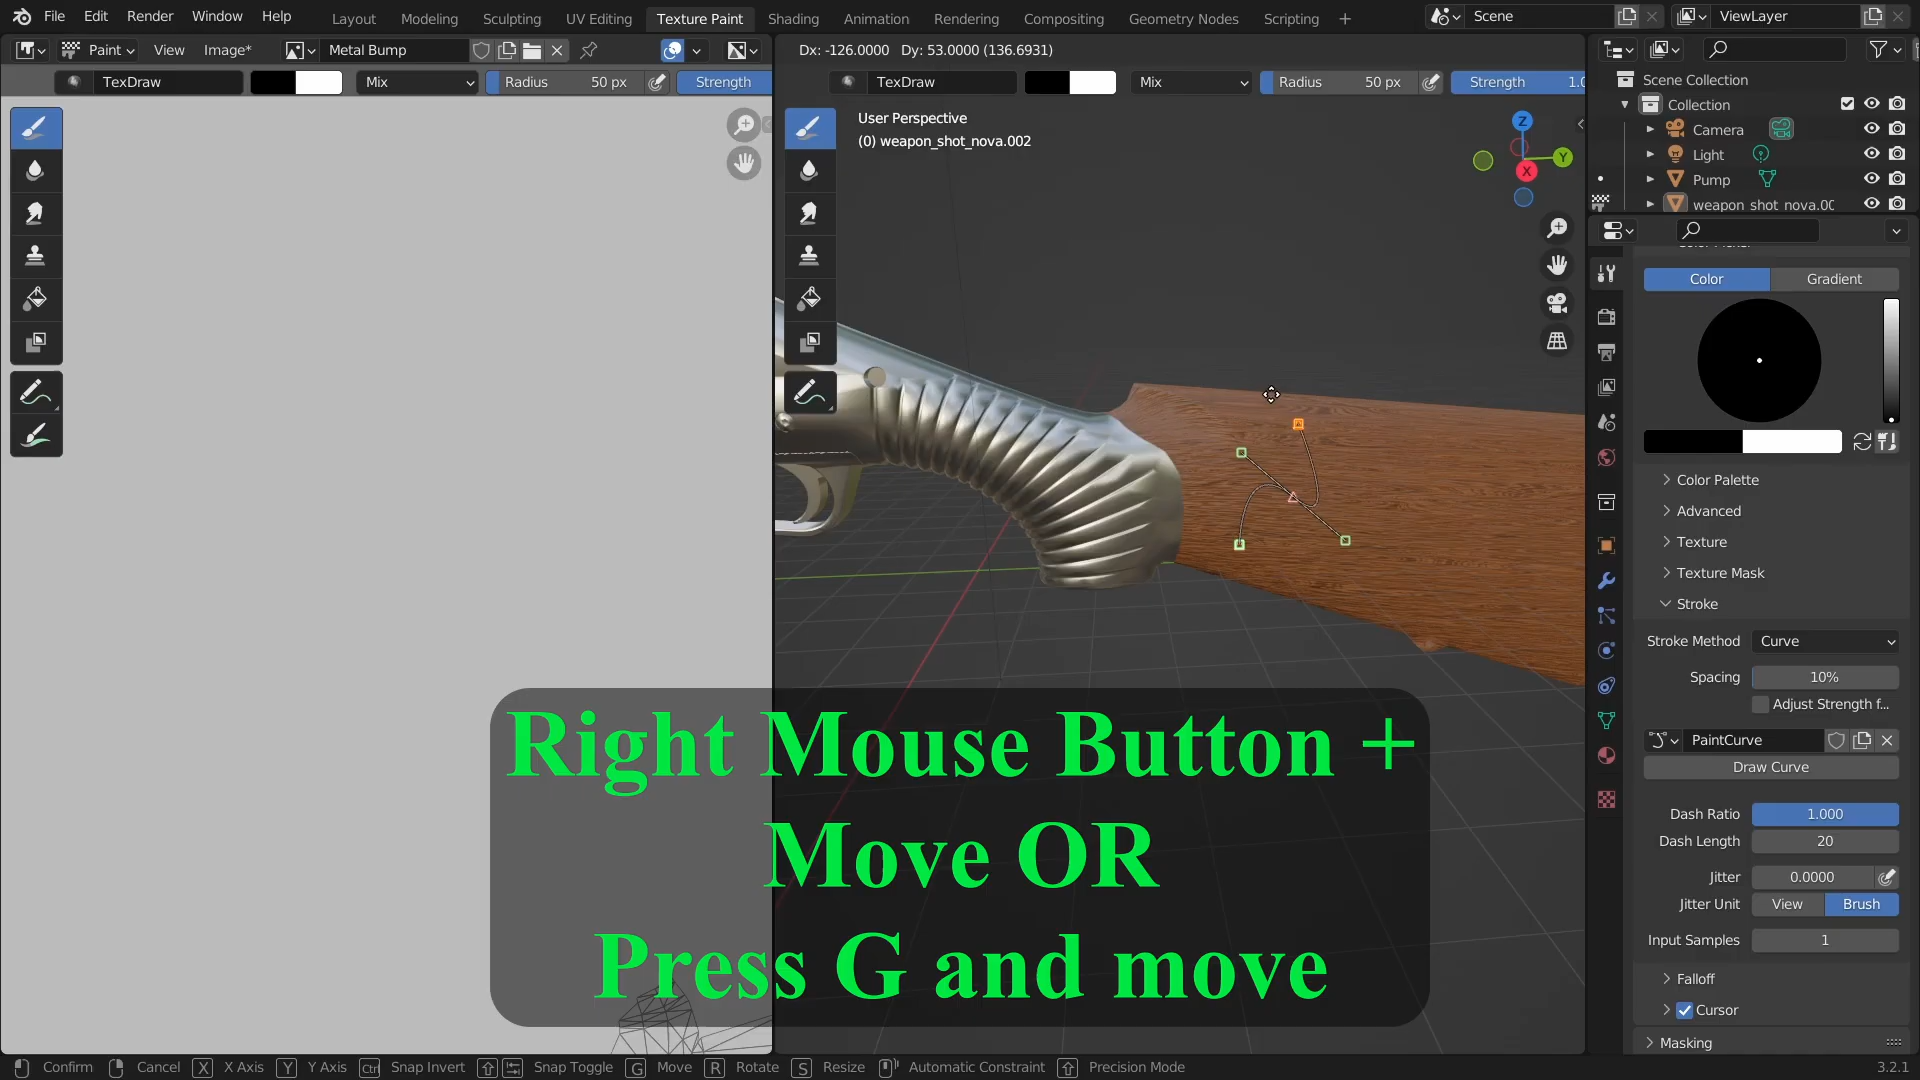 File Edit Render Window Help
Layout Modeling Sculpting UV Editing Texture Paint Shading Animation Rendering Compositing Geometry Nodes Scripting +
Scene
ViewLayer
Paint View Image*
Metal Bump
Dx: -126.0000 Dy: 53.0000 (136.6931)
TexDraw
Mix
Radius 50 px
Strength
TexDraw
Mix
Radius 50 px
Strength 1.0
User Perspective
(0) weapon_shot_nova.002
Z
Y
X
Scene Collection
Collection
Camera
Light
Pump
weapon_shot_nova.00
Color Gradient
Color Palette
Advanced
Texture
Texture Mask
Stroke
Stroke Method Curve
Spacing 10%
Adjust Strength f...
PaintCurve
Draw Curve
Dash Ratio 1.000
Dash Length 20
Jitter 0.0000
Jitter Unit View Brush
Input Samples 1
Falloff
Cursor
Masking
Right Mouse Button +
Move OR
Press G and move
Confirm Cancel X X Axis Y Y Axis Ctrl Snap Invert Snap Toggle G Move R Rotate S Resize Automatic Constraint Precision Mode
3.2.1